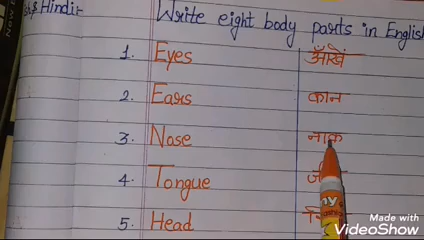 & Hindi:- Write eight body parts in English
1. Eyes आँखें
2. Ears कान
3. Nose नाक
4. Tongue
5. Head
Made with
VideoShow